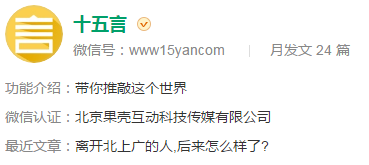 言
十五言
微信号：www15yancom 月发文 24 篇
功能介绍：带你推敲这个世界
微信认证：北京果壳互动科技传媒有限公司
最近文章：离开北上广的人,后来怎么样了?